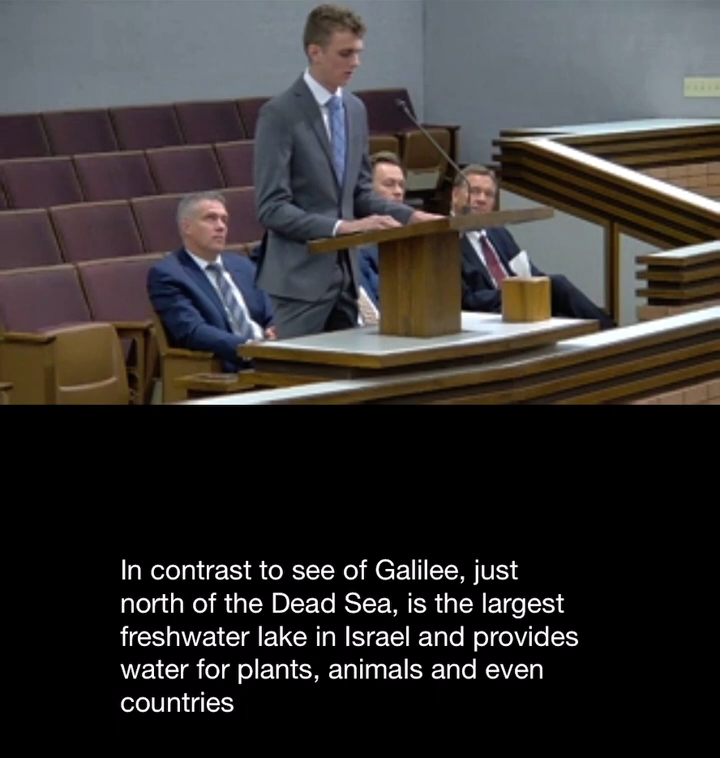 In contrast to see of Galilee, just
north of the Dead Sea, is the largest
freshwater lake in Israel and provides
water for plants, animals and even
countries